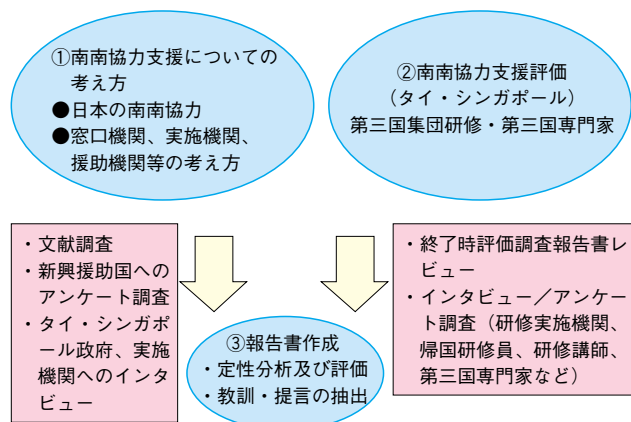 ①南南協力支援についての
考え方
●日本の南南協力
●窓口機関、実施機関、
援助機関等の考え方
②南南協力支援評価
（タイ・シンガポール）
第三国集団研修・第三国専門家
・文献調査
・新興援助国への
アンケート調査
・タイ・シンガポ
ール政府、実施
機関へのインタ
ビュー
・終了時評価調査報告書レ
ビュー
・インタビュー／アンケー
ト調査（研修実施機関、
帰国研修員、研修講師、
第三国専門家など）
③報告書作成
・定性分析及び評価
・教訓・提言の抽出